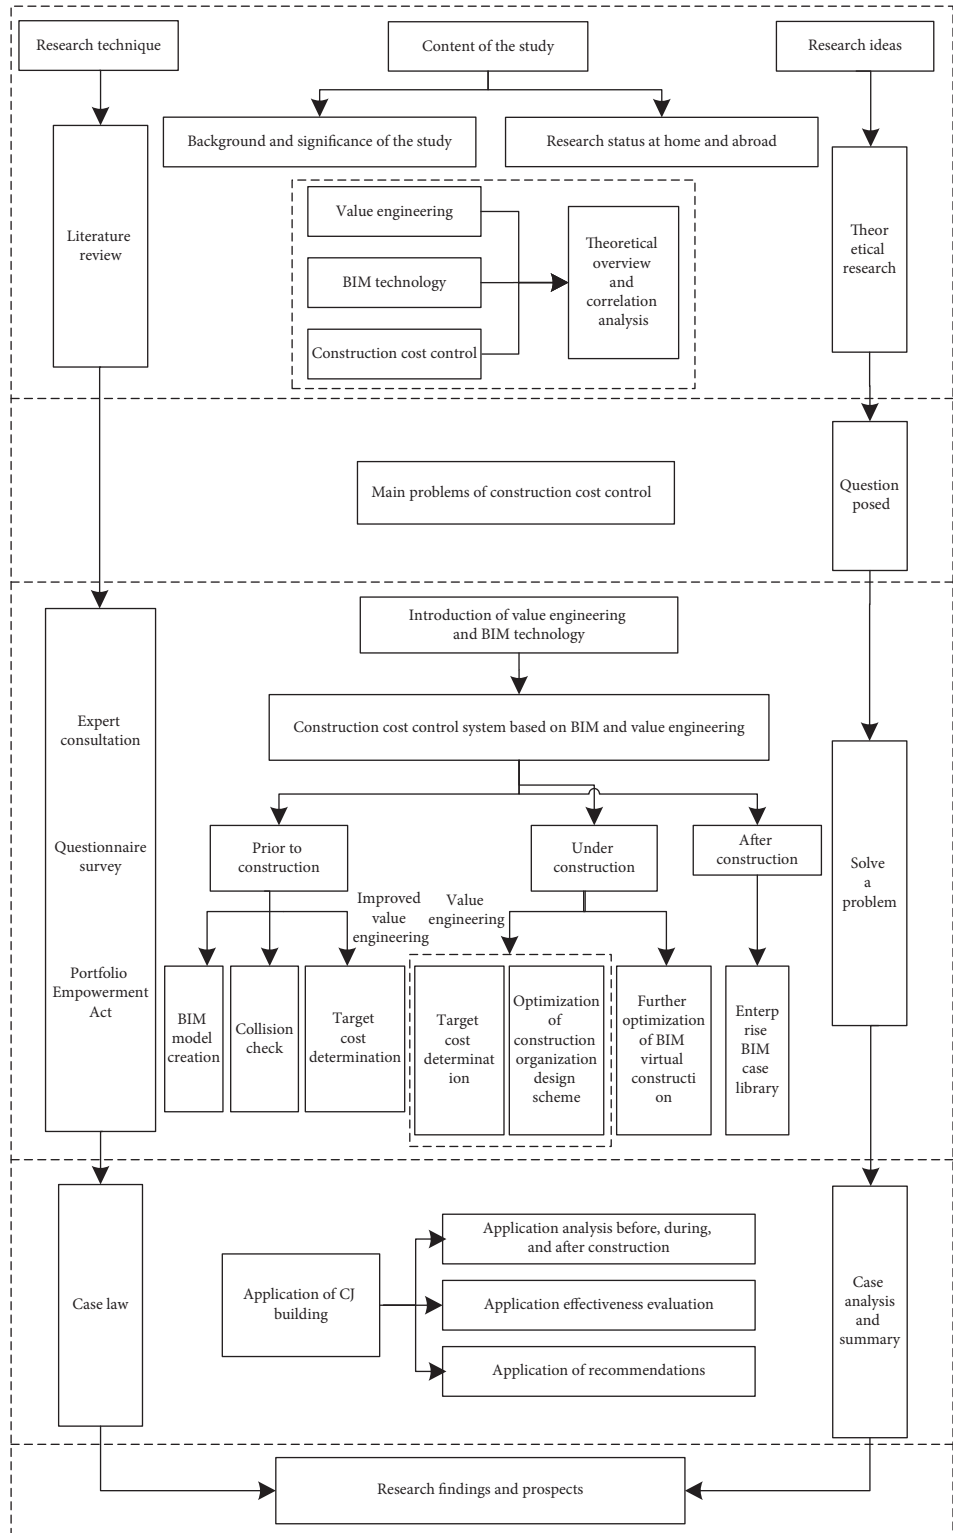 Research technique
Content of the study
Research ideas
Background and significance of the study
Research status at home and abroad
Literature
review
Value engineering
BIM technology
Construction cost control
Theoretical
overview
and
correlation
analysis
Theor
etical
research
Main problems of construction cost control
Question
posed
Introduction of value engineering
and BIM technology
Construction cost control system based on BIM and value engineering
Expert
consultation
Questionnaire
survey
Portfolio
Empowerment
Act
Prior to
construction
Under
construction
After
construction
Improved
value
engineering
Value
engineering
BIM
model
creation
Collision
check
Target
cost
determination
Target
cost
determinat
ion
Optimization
of
construction
organization
design
scheme
Further
optimization
of BIM
virtual
constructi
on
Enterp
rise
BIM
case
library
Solve
a
problem
Case law
Application of CJ
building
Application analysis before, during,
and after construction
Application effectiveness evaluation
Application of recommendations
Case
analysis
and
summary
Research findings and prospects